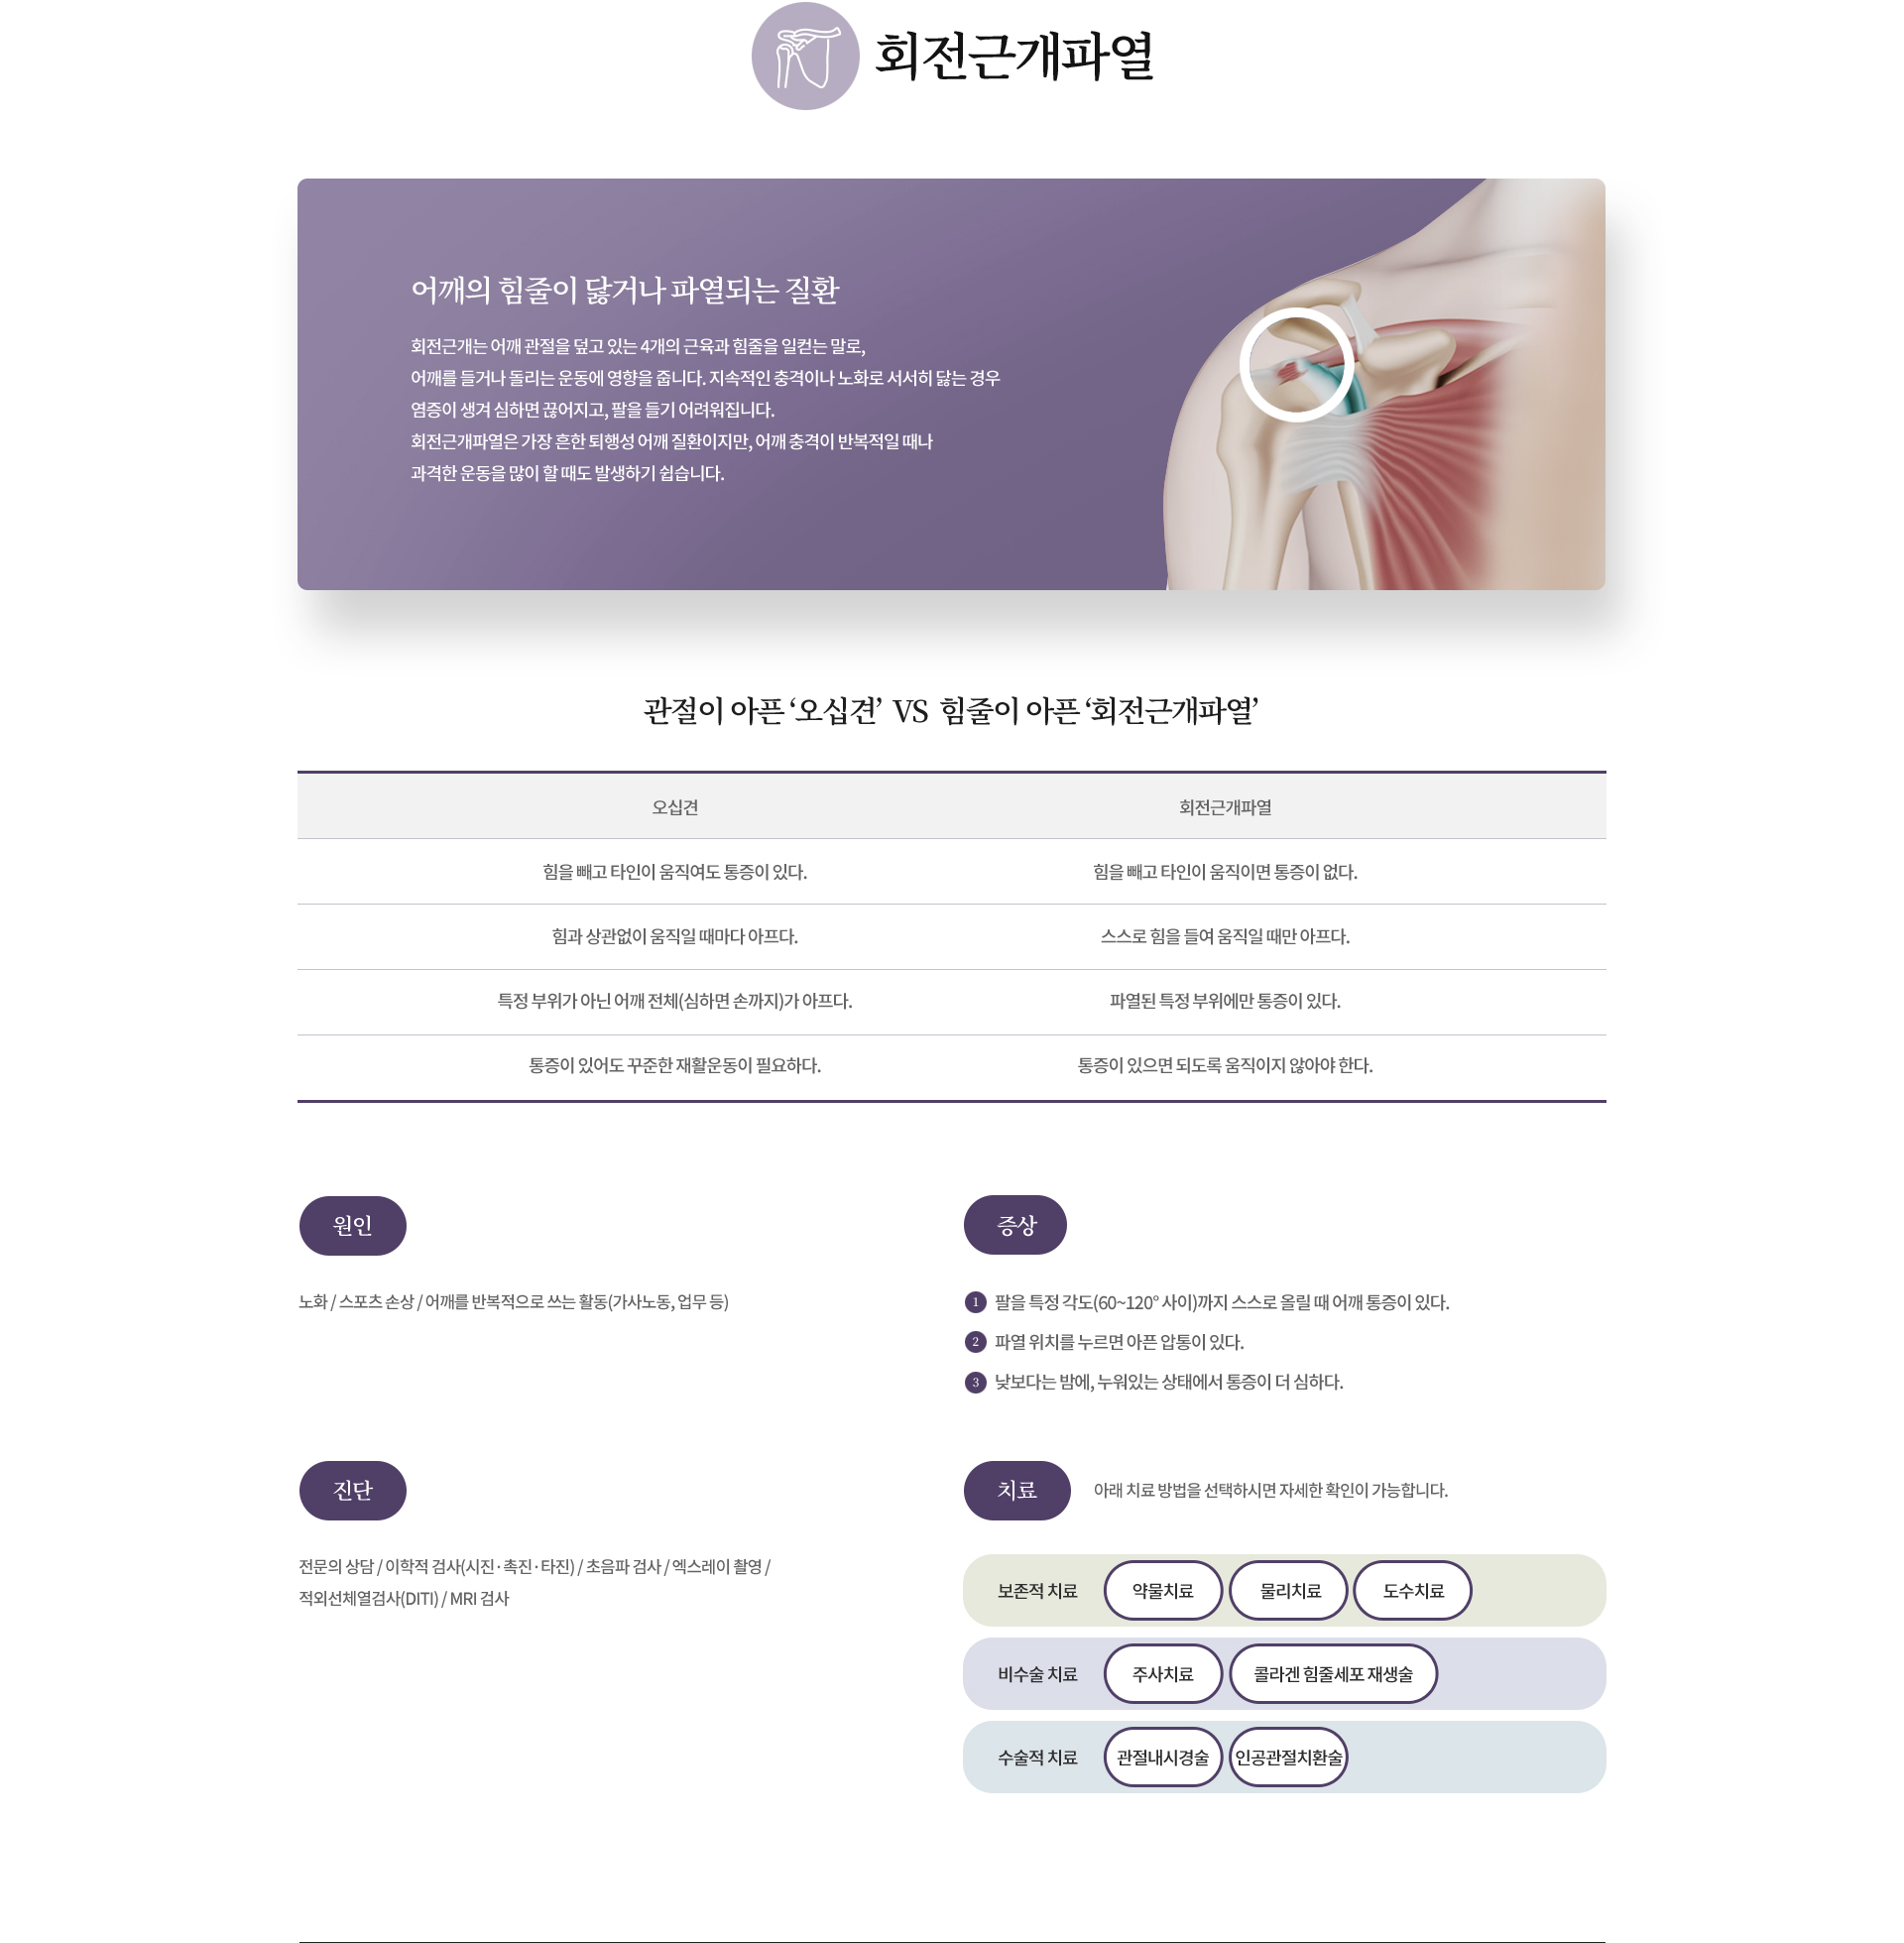 회전근개파열
어깨의 힘줄이 닳거나 파열되는 질환
회전근개는 어깨 관절을 덮고 있는 4개의 근육과 힘줄을 일컫는 말로,
어깨를 들거나 돌리는 운동에 영향을 줍니다. 지속적인 충격이나 노화로 서서히 닳는 경우
염증이 생겨 심하면 끊어지고, 팔을 들기 어려워집니다.
회전근개파열은 가장 흔한 퇴행성 어깨 질환이지만, 어깨 충격이 반복적일 때나
과격한 운동을 많이 할 때도 발생하기 쉽습니다.
관절이 아픈 ‘오십견’ VS 힘줄이 아픈 ‘회전근개파열’
오십견 회전근개파열
힘을 빼고 타인이 움직여도 통증이 있다. 힘을 빼고 타인이 움직이면 통증이 없다.
힘과 상관없이 움직일 때마다 아프다. 스스로 힘을 들여 움직일 때만 아프다.
특정 부위가 아닌 어깨 전체(심하면 손까지)가 아프다. 파열된 특정 부위에만 통증이 있다.
통증이 있어도 꾸준한 재활운동이 필요하다. 통증이 있으면 되도록 움직이지 않아야 한다.
원인
노화 / 스포츠 손상 / 어깨를 반복적으로 쓰는 활동(가사노동, 업무 등)
증상
1 팔을 특정 각도(60~120° 사이)까지 스스로 올릴 때 어깨 통증이 있다.
2 파열 위치를 누르면 아픈 압통이 있다.
3 낮보다는 밤에, 누워있는 상태에서 통증이 더 심하다.
진단
전문의 상담 / 이학적 검사(시진·촉진·타진) / 초음파 검사 / 엑스레이 촬영 /
적외선체열검사(DITI) / MRI 검사
치료 아래 치료 방법을 선택하시면 자세한 확인이 가능합니다.
보존적 치료 약물치료 물리치료 도수치료
비수술 치료 주사치료 콜라겐 힘줄세포 재생술
수술적 치료 관절내시경술 인공관절치환술